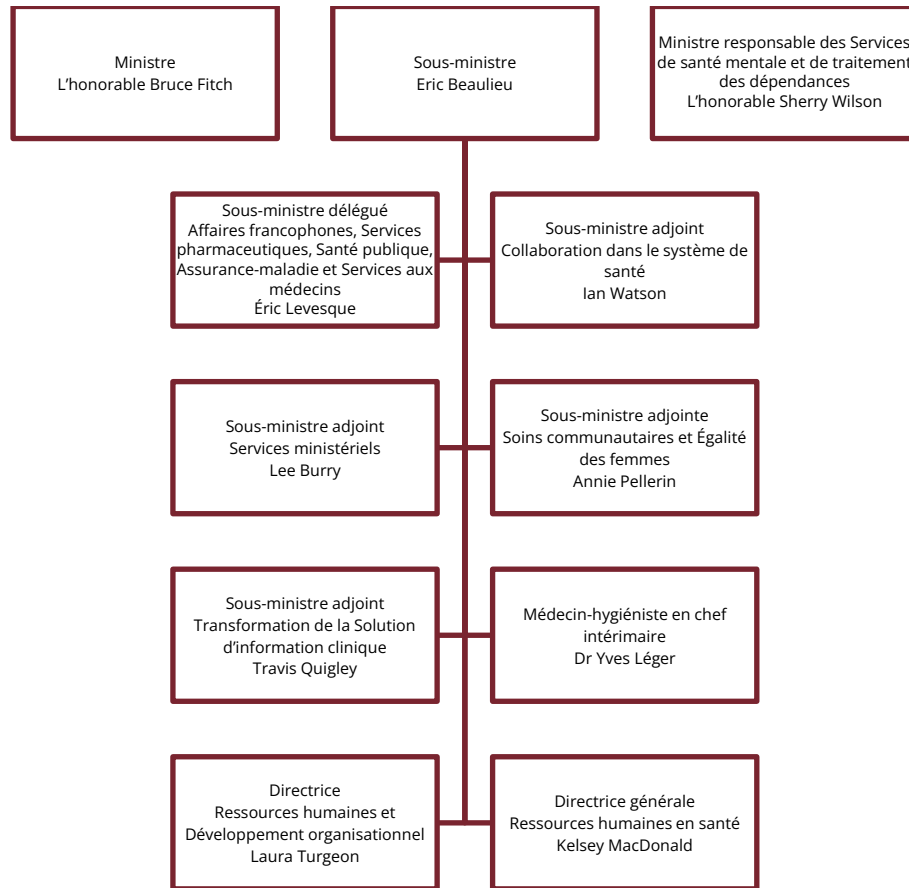 Ministre
L’honorable Bruce Fitch
Sous-ministre
Eric Beaulieu
Ministre responsable des Services
de santé mentale et de traitement
des dépendances
L’honorable Sherry Wilson
Sous-ministre délégué
Affaires francophones, Services
pharmaceutiques, Santé publique,
Assurance-maladie et Services aux
médecins
Éric Levesque
Sous-ministre adjoint
Collaboration dans le système de
santé
Ian Watson
Sous-ministre adjoint
Services ministériels
Lee Burry
Sous-ministre adjointe
Soins communautaires et Égalité
des femmes
Annie Pellerin
Sous-ministre adjoint
Transformation de la Solution
d’information clinique
Travis Quigley
Médecin-hygiéniste en chef
intérimaire
Dr Yves Léger
Directrice
Ressources humaines et
Développement organisationnel
Laura Turgeon
Directrice générale
Ressources humaines en santé
Kelsey MacDonald